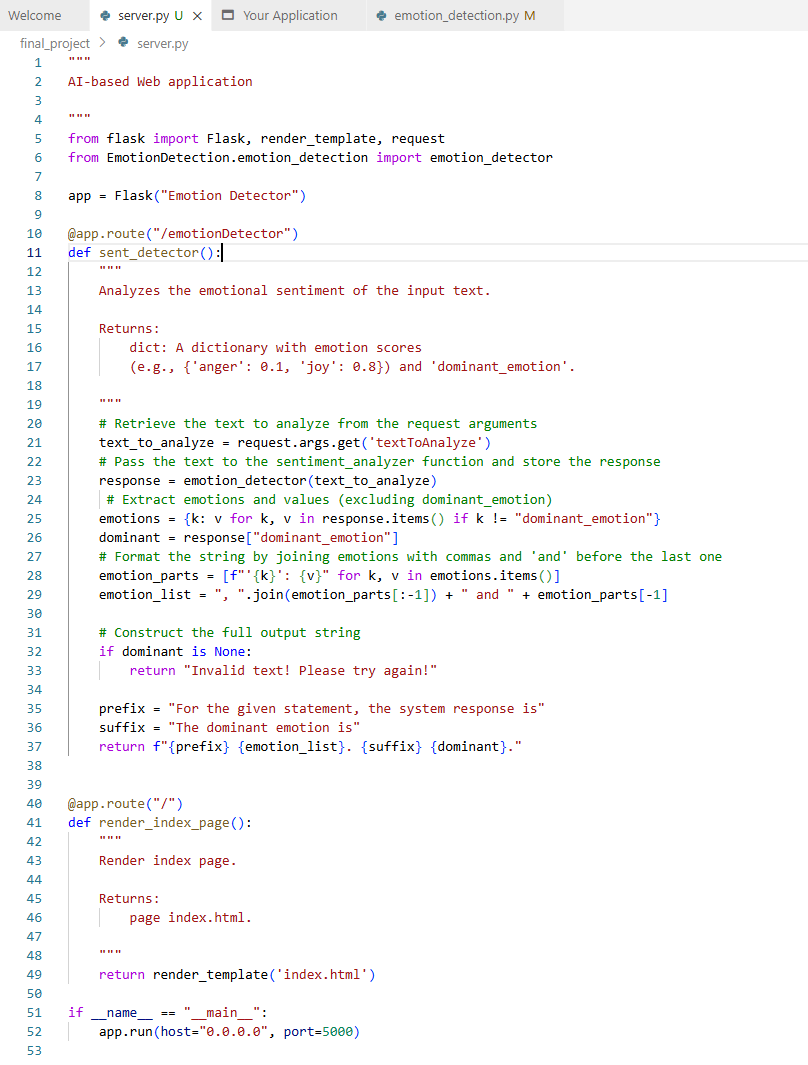 Welcome server.py U Your Application emotion_detection.py M
final_project > server.py
1 """
2 AI-based Web application
3
4 """
5 from flask import Flask, render_template, request
6 from EmotionDetection.emotion_detection import emotion_detector
7
8 app = Flask("Emotion Detector")
9
10 @app.route("/emotionDetector")
11 def sent_detector():
12     """
13     Analyzes the emotional sentiment of the input text.
14
15     Returns:
16         dict: A dictionary with emotion scores
17         (e.g., {'anger': 0.1, 'joy': 0.8}) and 'dominant_emotion'.
18
19     """
20     # Retrieve the text to analyze from the request arguments
21     text_to_analyze = request.args.get('textToAnalyze')
22     # Pass the text to the sentiment_analyzer function and store the response
23     response = emotion_detector(text_to_analyze)
24      # Extract emotions and values (excluding dominant_emotion)
25     emotions = {k: v for k, v in response.items() if k != "dominant_emotion"}
26     dominant = response["dominant_emotion"]
27     # Format the string by joining emotions with commas and 'and' before the last one
28     emotion_parts = [f"'{k}': {v}" for k, v in emotions.items()]
29     emotion_list = ", ".join(emotion_parts[:-1]) + " and " + emotion_parts[-1]
30
31     # Construct the full output string
32     if dominant is None:
33         return "Invalid text! Please try again!"
34
35     prefix = "For the given statement, the system response is"
36     suffix = "The dominant emotion is"
37     return f"{prefix} {emotion_list}. {suffix} {dominant}."
38
39
40 @app.route("/")
41 def render_index_page():
42     """
43     Render index page.
44
45     Returns:
46         page index.html.
47
48     """
49     return render_template('index.html')
50
51 if __name__ == "__main__":
52     app.run(host="0.0.0.0", port=5000)
53